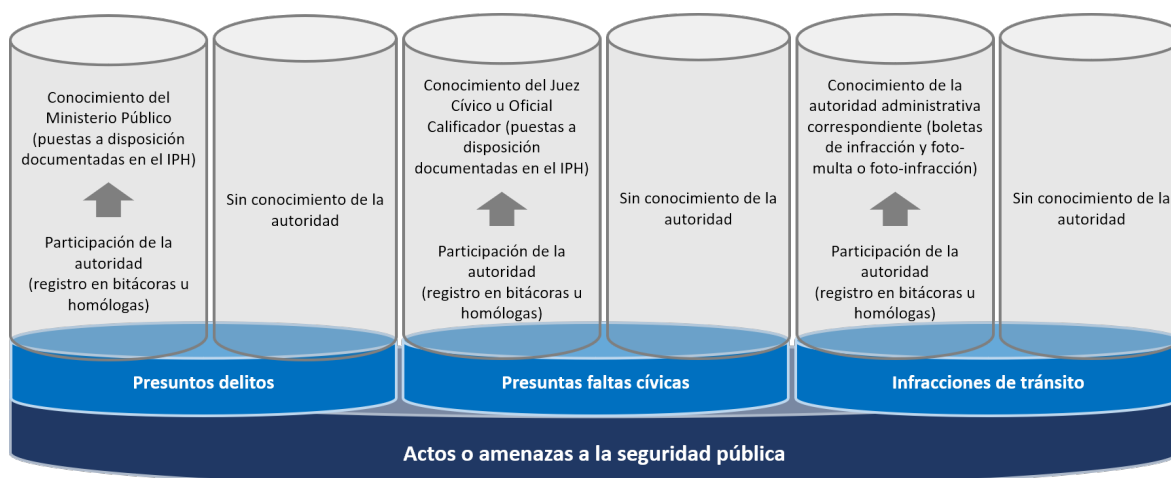 Conocimiento del
Ministerio Público
(puestas a disposición
documentadas en el IPH)
Participación de la
autoridad
(registro en bitácoras u
homólogas)
Sin conocimiento de la
autoridad
Conocimiento del Juez
Cívico u Oficial
Calificador (puestas a
disposición
documentadas en el IPH)
Participación de la
autoridad
(registro en bitácoras u
homólogas)
Sin conocimiento de la
autoridad
Conocimiento de la
autoridad administrativa
correspondiente (boletas
de infracción y foto-
multa o foto-infracción)
Participación de la
autoridad
(registro en bitácoras u
homólogas)
Sin conocimiento de la
autoridad
Presuntos delitos
Presuntas faltas cívicas
Infracciones de tránsito
Actos o amenazas a la seguridad pública